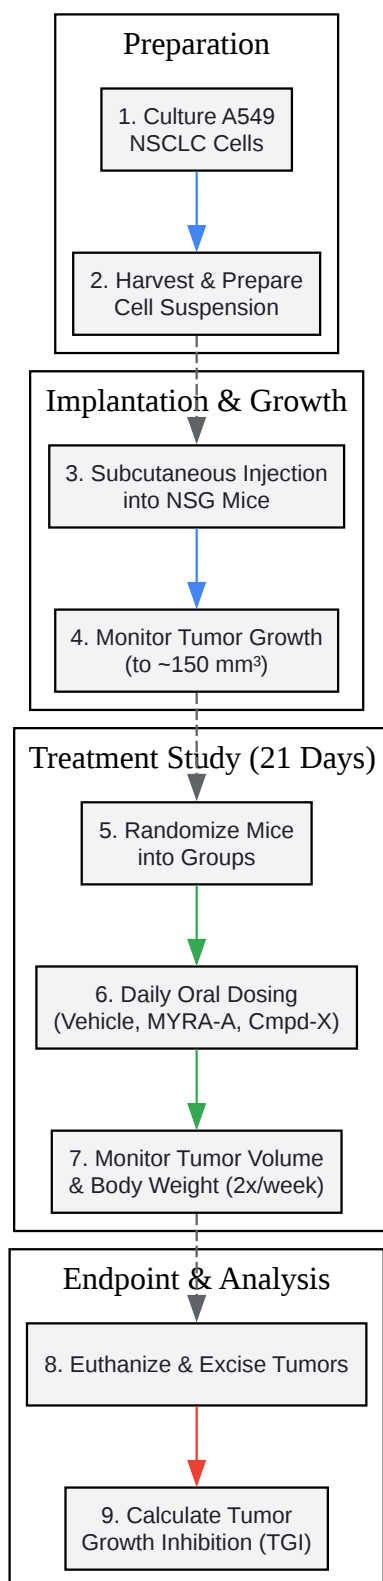 Preparation
1. Culture A549
NSCLC Cells
2. Harvest & Prepare
Cell Suspension
Implantation & Growth
3. Subcutaneous Injection
into NSG Mice
4. Monitor Tumor Growth
(to ~150 mm³)
Treatment Study (21 Days)
5. Randomize Mice
into Groups
6. Daily Oral Dosing
(Vehicle, MYRA-A, Cmpd-X)
7. Monitor Tumor Volume
& Body Weight (2x/week)
Endpoint & Analysis
8. Euthanize & Excise Tumors
9. Calculate Tumor
Growth Inhibition (TGI)